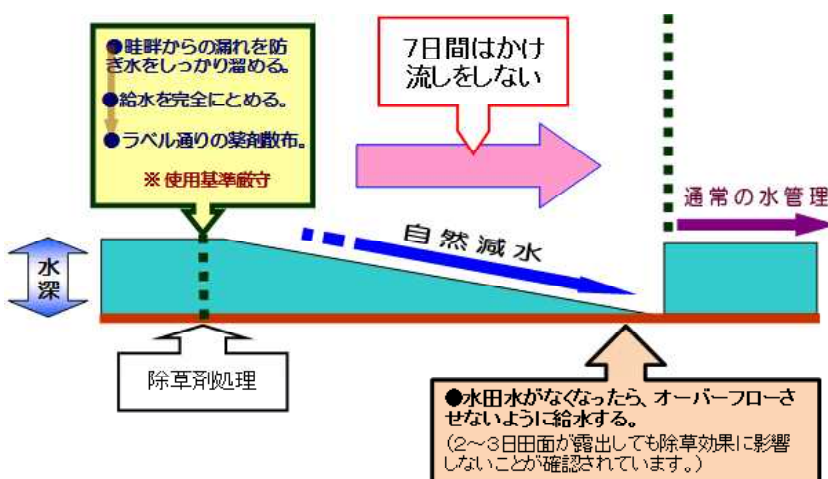 ●畦畔からの漏れを防
ぎ水をしっかり溜める。
●給水を完全にとめる。
●ラベル通りの薬剤散布。
※使用基準厳守
7日間はかけ
流しをしない
通常の水管理
自然減水
水深
除草剤処理
●水田水がなくなったら、オーバーフローさ
せないように給水する。
(2～3日田面が露出しても除草効果に影響
しないことが確認されています。)